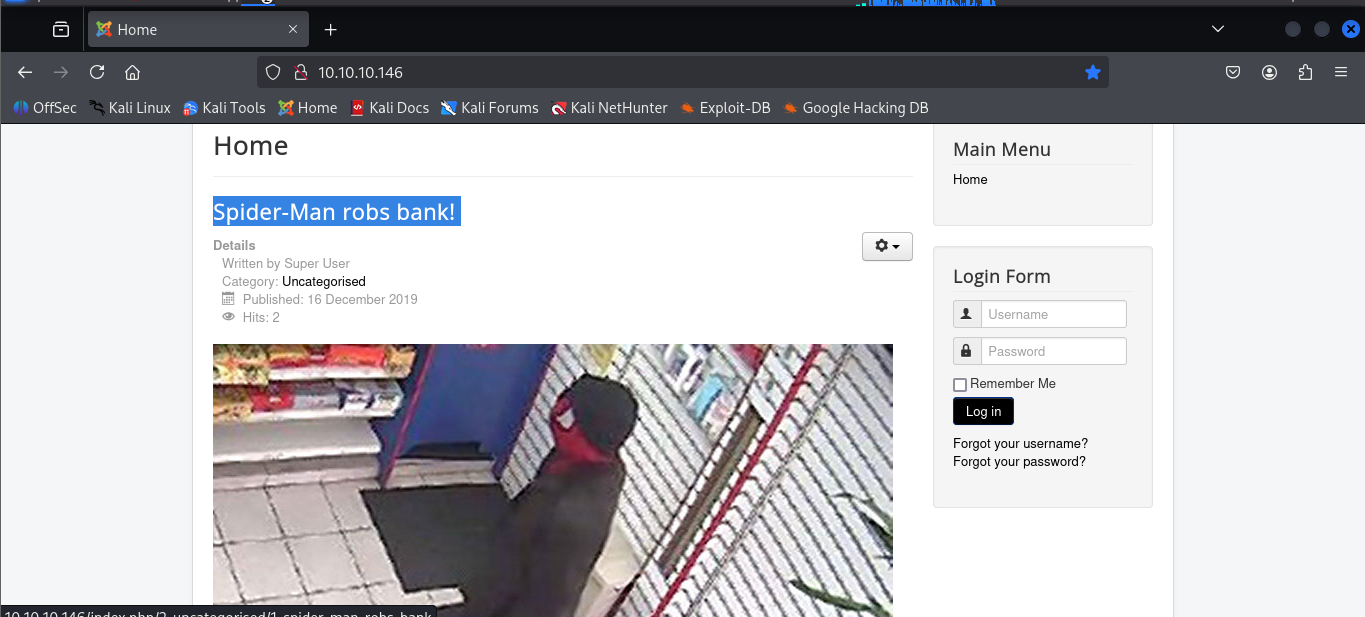 Home
10.10.10.146
OffSec Kali Linux Kali Tools Home Kali Docs Kali Forums Kali NetHunter Exploit-DB Google Hacking DB
Home
Spider-Man robs bank!
Details
Written by Super User
Category: Uncategorised
Published: 16 December 2019
Hits: 2
Main Menu
Home
Login Form
Username
Password
Remember Me
Log in
Forgot your username?
Forgot your password?
10.10.10.146/index.php/2-uncategorised/1-spider-man-robs-bank